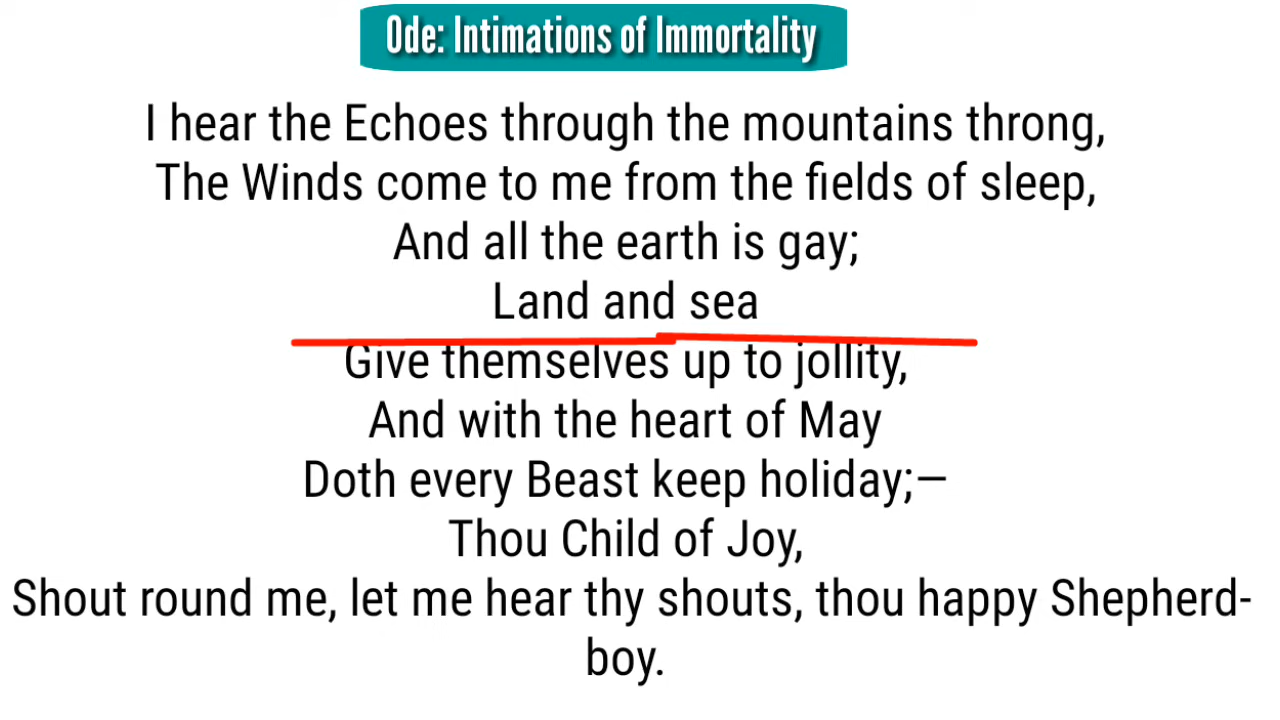 Ode: Intimations of Immortality
I hear the Echoes through the mountains throng,
The Winds come to me from the fields of sleep,
And all the earth is gay;
Land and sea
Give themselves up to jollity,
And with the heart of May
Doth every Beast keep holiday;—
Thou Child of Joy,
Shout round me, let me hear thy shouts, thou happy Shepherd-
boy.